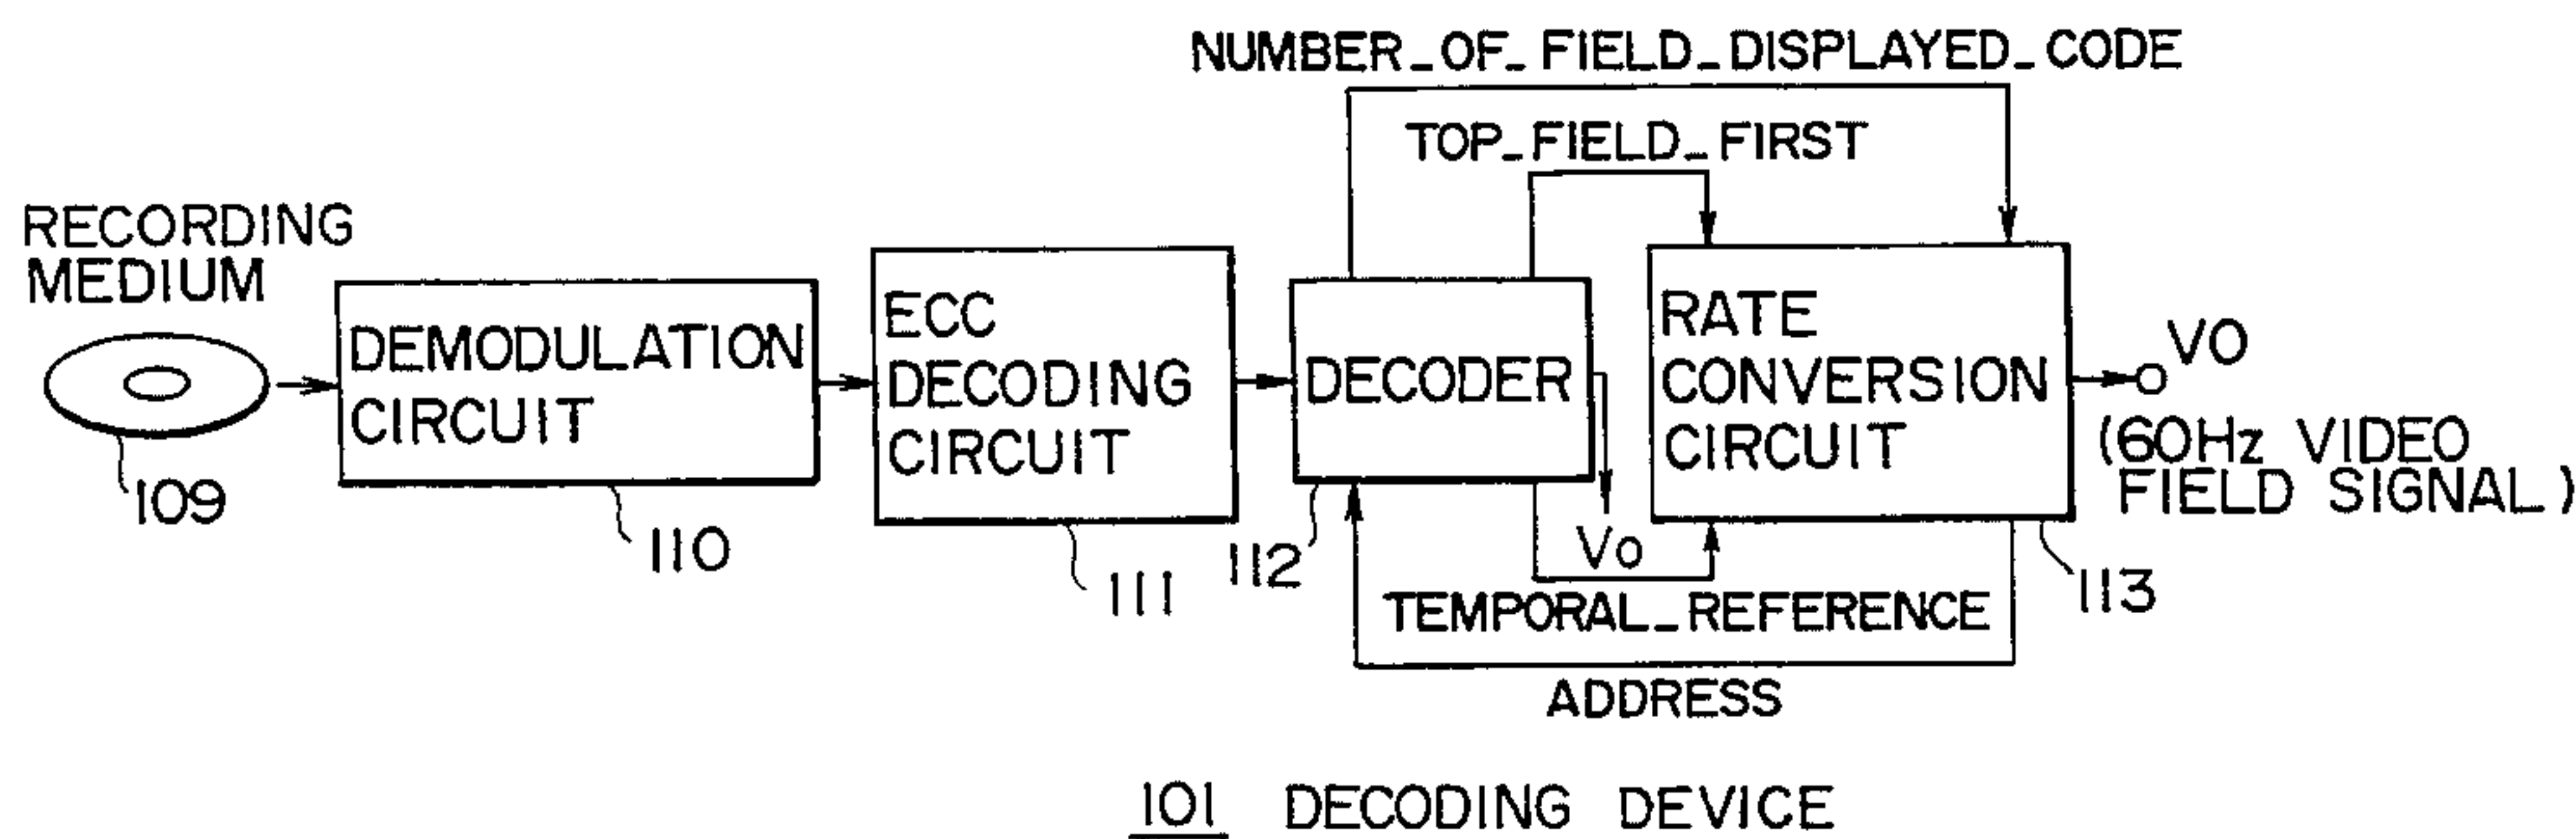 NUMBER_OF_FIELD_DISPLAYED_CODE
TOP_FIELD_FIRST
RECORDING
MEDIUM
109
DEMODULATION
CIRCUIT
110
ECC
DECODING
CIRCUIT
111
DECODER
112
Vo
RATE
CONVERSION
CIRCUIT
113
VO
(60Hz VIDEO
FIELD SIGNAL)
TEMPORAL_REFERENCE
ADDRESS
101 DECODING DEVICE